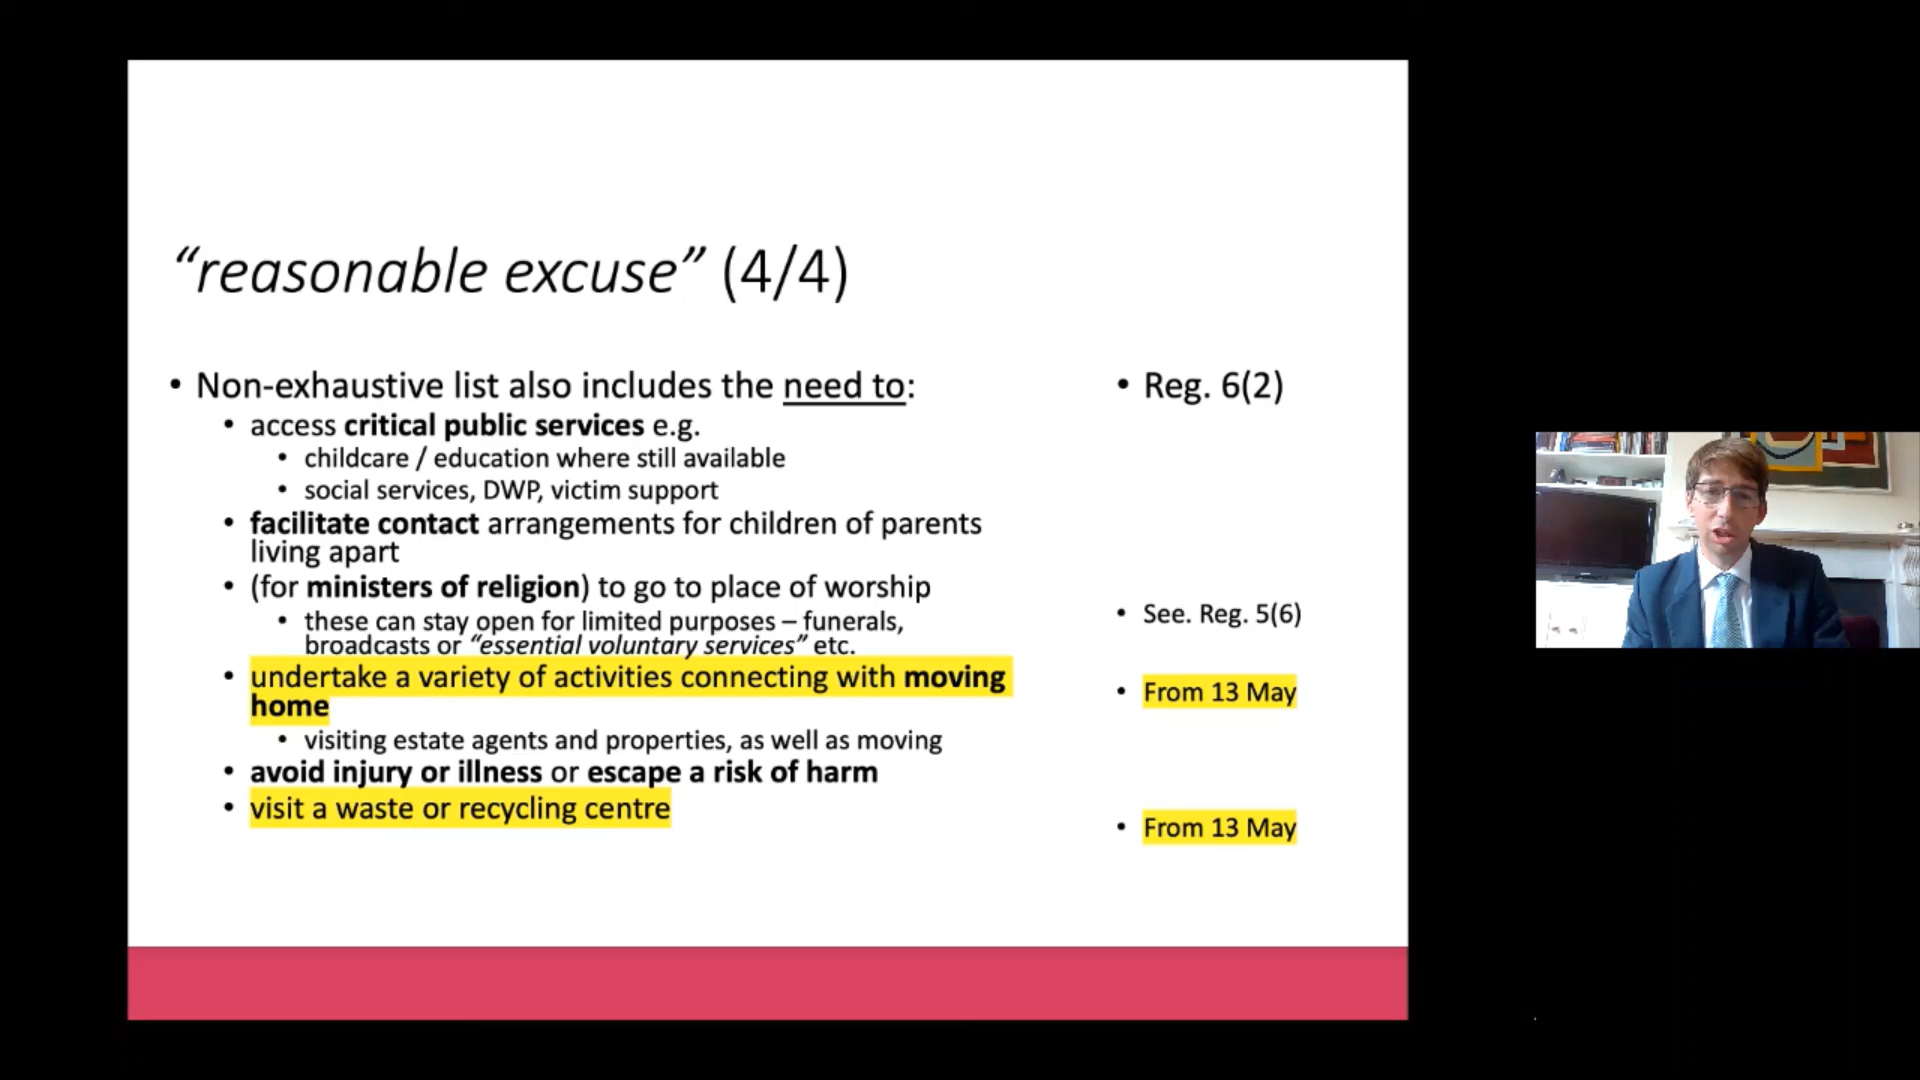 “reasonable excuse” (4/4)
• Non-exhaustive list also includes the need to:
• access critical public services e.g.
• childcare / education where still available
• social services, DWP, victim support
• facilitate contact arrangements for children of parents
living apart
• (for ministers of religion) to go to place of worship
• these can stay open for limited purposes – funerals,
broadcasts or “essential voluntary services” etc.
• undertake a variety of activities connecting with moving
home
• visiting estate agents and properties, as well as moving
• avoid injury or illness or escape a risk of harm
• visit a waste or recycling centre
• Reg. 6(2)
• See. Reg. 5(6)
• From 13 May
• From 13 May